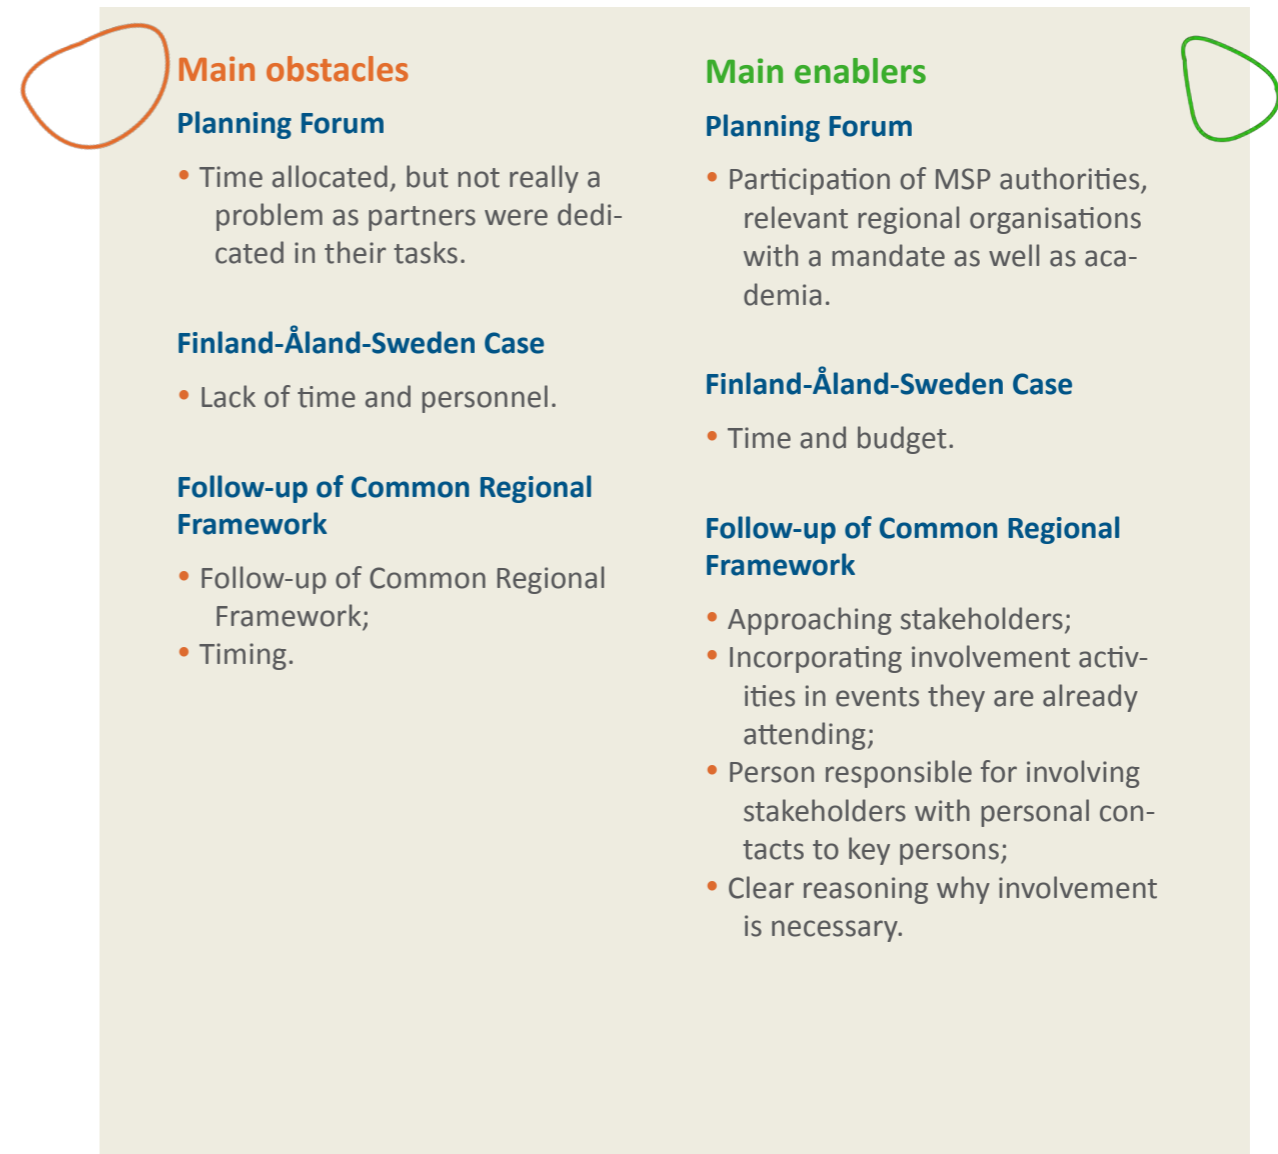 Main obstacles
Planning Forum
• Time allocated, but not really a
problem as partners were dedi-
cated in their tasks.
Finland-Åland-Sweden Case
• Lack of time and personnel.
Follow-up of Common Regional
Framework
• Follow-up of Common Regional
Framework;
• Timing.
Main enablers
Planning Forum
• Participation of MSP authorities,
relevant regional organisations
with a mandate as well as aca-
demia.
Finland-Åland-Sweden Case
• Time and budget.
Follow-up of Common Regional
Framework
• Approaching stakeholders;
• Incorporating involvement activ-
ities in events they are already
attending;
• Person responsible for involving
stakeholders with personal con-
tacts to key persons;
• Clear reasoning why involvement
is necessary.